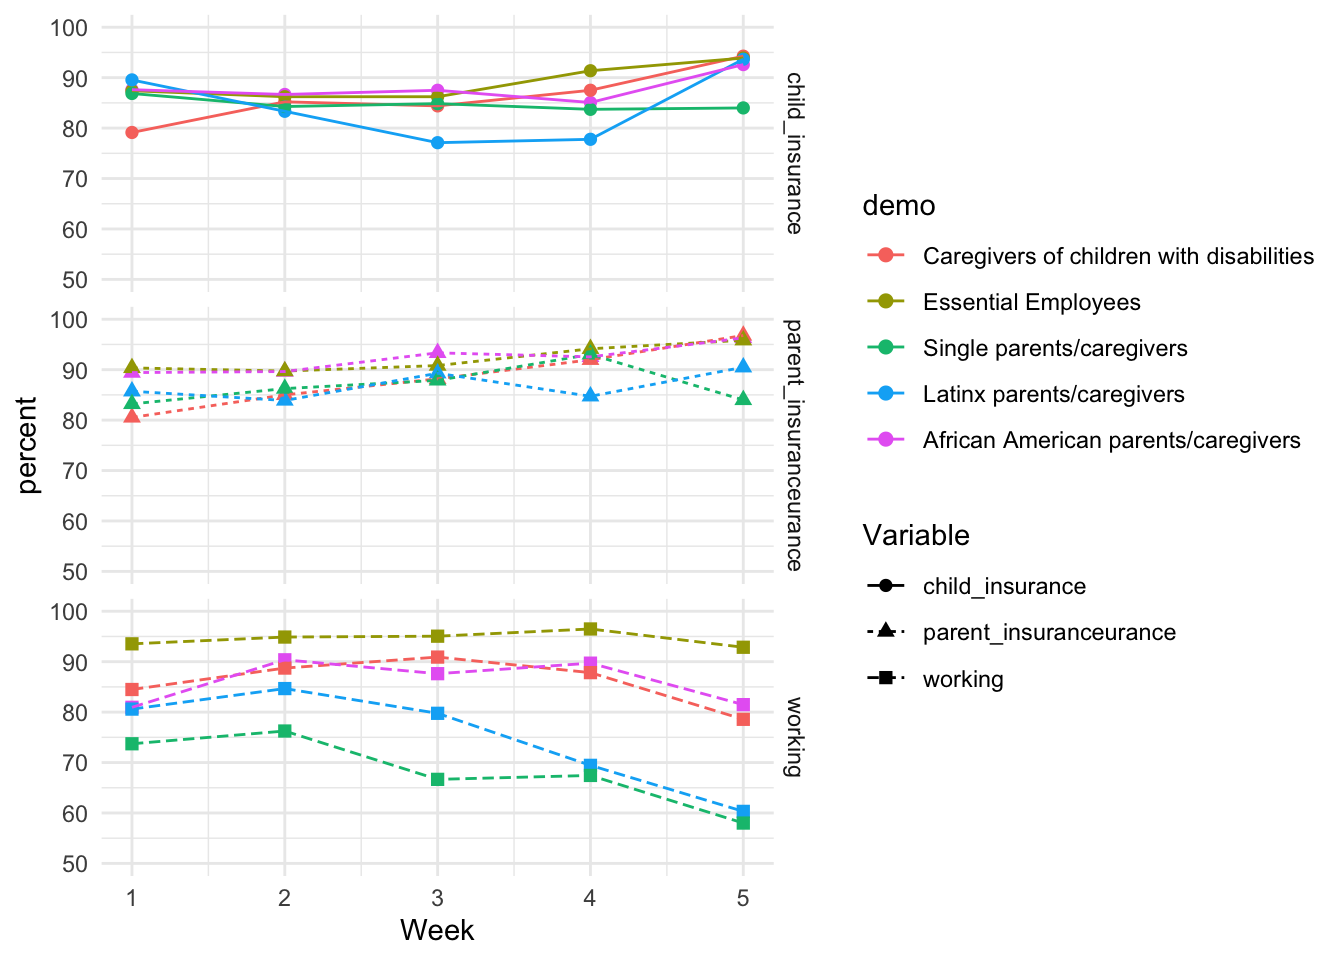 percent
100
90
80
70
60
50
child_insurance
100
90
80
70
60
50
parent_insuranceurance
100
90
80
70
60
50
working
1 2 3 4 5
Week
demo
Caregivers of children with disabilities
Essential Employees
Single parents/caregivers
Latinx parents/caregivers
African American parents/caregivers
Variable
child_insurance
parent_insuranceurance
working